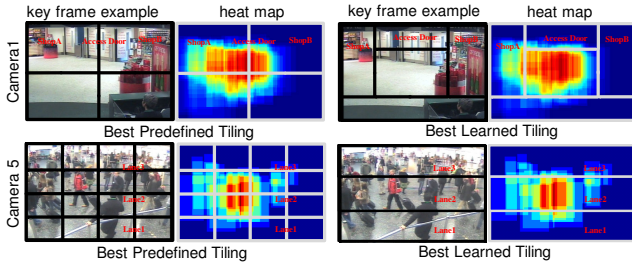 key frame example heat map key frame example heat map
Camera1
ShopA Access Door ShopB ShopA Access Door ShopB ShopA Access Door ShopB ShopA Access Door ShopB
Best Predefined Tiling Best Learned Tiling
Camera 5
Lane3 Lane3 Lane3 Lane3
Lane2 Lane2 Lane2 Lane2
Lane1 Lane1 Lane1 Lane1
Best Predefined Tiling Best Learned Tiling